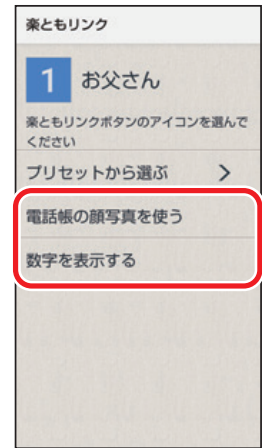 楽ともリンク
1 お父さん
楽ともリンクボタンのアイコンを選んで
ください
プリセットから選ぶ >
電話帳の顔写真を使う
数字を表示する